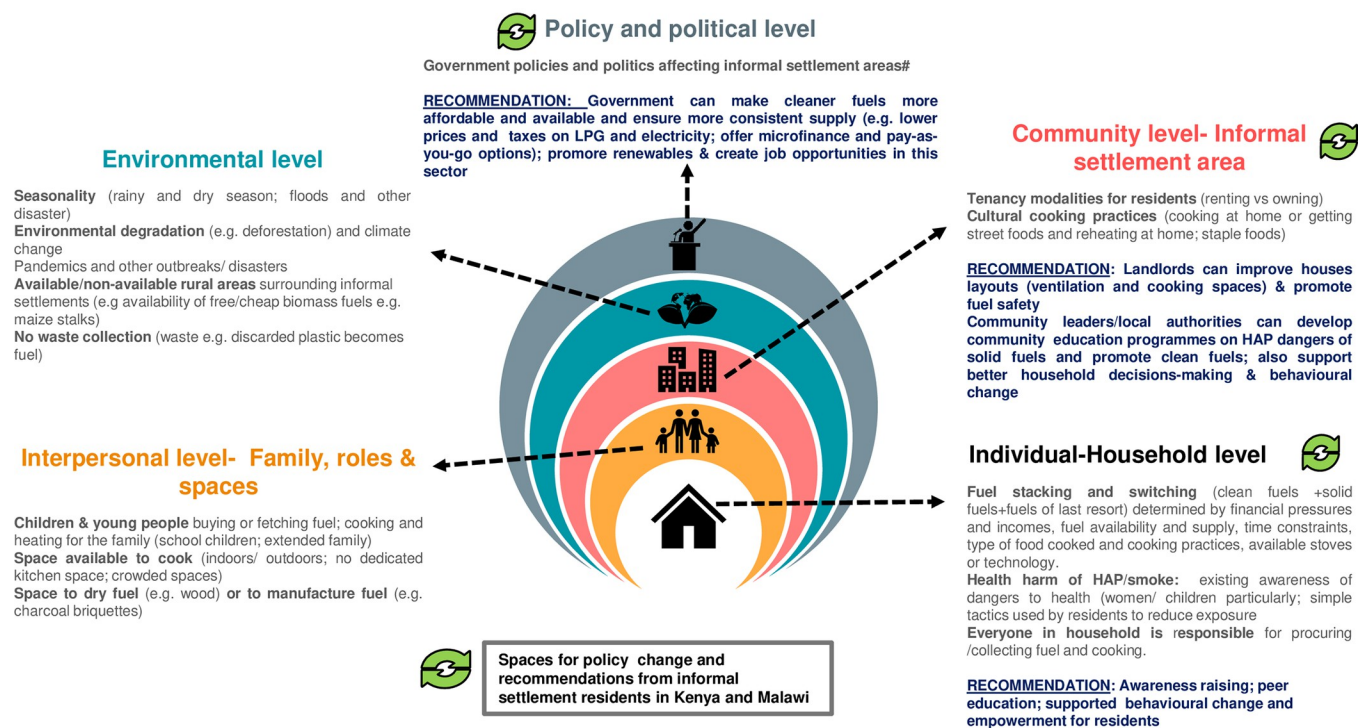 Policy and political level
Government policies and politics affecting informal settlement areas#
RECOMMENDATION: Government can make cleaner fuels more
affordable and available and ensure more consistent supply (e.g. lower
prices and taxes on LPG and electricity; offer microfinance and pay-as-
you-go options); promore renewables & create job opportunities in this
sector
Environmental level
Seasonality (rainy and dry season; floods and other
disaster)
Environmental degradation (e.g. deforestation) and climate
change
Pandemics and other outbreaks/ disasters
Available/non-available rural areas surrounding informal
settlements (e.g availability of free/cheap biomass fuels e.g.
maize stalks)
No waste collection (waste e.g. discarded plastic becomes
fuel)
Community level- Informal
settlement area
Tenancy modalities for residents (renting vs owning)
Cultural cooking practices (cooking at home or getting
street foods and reheating at home; staple foods)
RECOMMENDATION: Landlords can improve houses
layouts (ventilation and cooking spaces) & promote
fuel safety
Community leaders/local authorities can develop
community education programmes on HAP dangers of
solid fuels and promote clean fuels; also support
better household decisions-making & behavioural
change
Interpersonal level- Family, roles &
spaces
Children & young people buying or fetching fuel; cooking and
heating for the family (school children; extended family)
Space available to cook (indoors/ outdoors; no dedicated
kitchen space; crowded spaces)
Space to dry fuel (e.g. wood) or to manufacture fuel (e.g.
charcoal briquettes)
Individual-Household level
Fuel stacking and switching (clean fuels +solid
fuels+fuels of last resort) determined by financial pressures
and incomes, fuel availability and supply, time constraints,
type of food cooked and cooking practices, available stoves
or technology.
Health harm of HAP/smoke: existing awareness of
dangers to health (women/ children particularly; simple
tactics used by residents to reduce exposure
Everyone in household is responsible for procuring
/collecting fuel and cooking.
RECOMMENDATION: Awareness raising; peer
education; supported behavioural change and
empowerment for residents
Spaces for policy change and
recommendations from informal
settlement residents in Kenya and Malawi